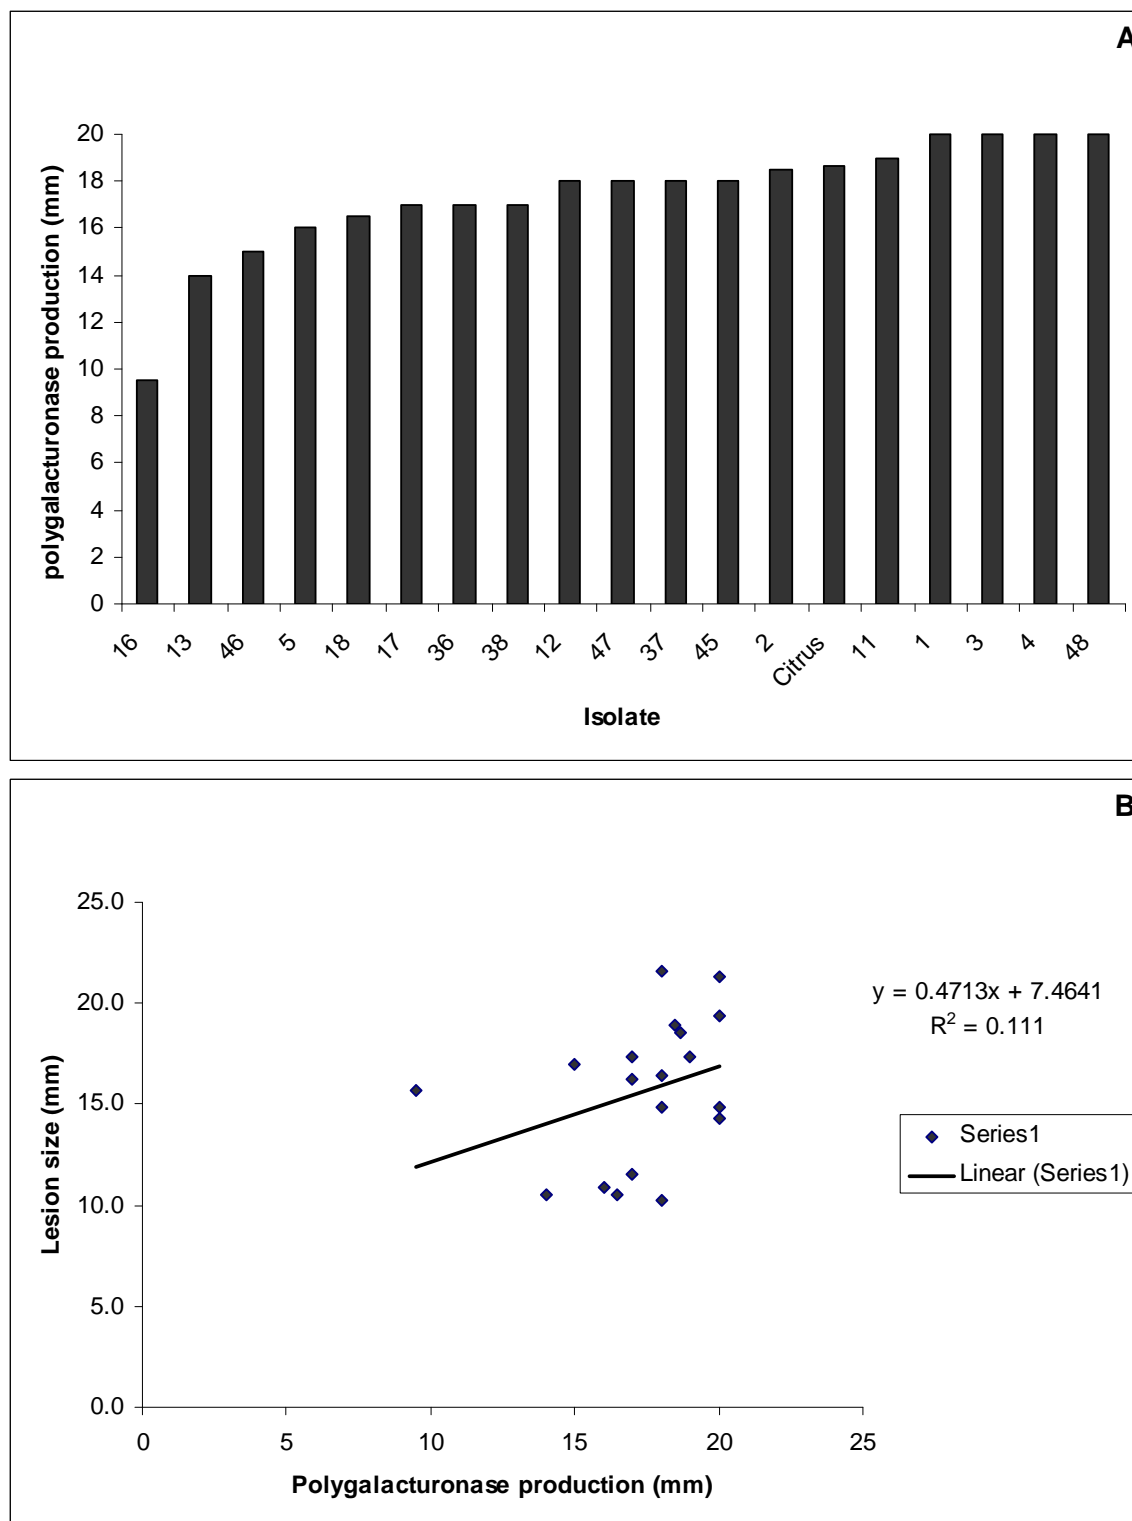 A
20
18
16
14
12
10
8
6
4
2
0
polygalacturonase production (mm)
16 13 46 5 18 17 36 38 12 47 37 45 2 Citrus 11 1 3 4 48
Isolate
B
25.0
20.0
15.0
10.0
5.0
0.0
Lesion size (mm)
y = 0.4713x + 7.4641
R² = 0.111
Series1
Linear (Series1)
0 5 10 15 20 25
Polygalacturonase production (mm)